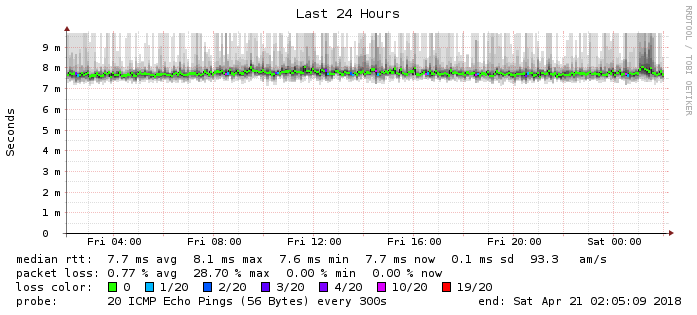 Last 24 Hours
RRDTOOL / TOBI OETIKER
Seconds
9 m
8 m
7 m
6 m
5 m
4 m
3 m
2 m
1 m
0
Fri 04:00 Fri 08:00 Fri 12:00 Fri 16:00 Fri 20:00 Sat 00:00
median rtt: 7.7 ms avg 8.1 ms max 7.6 ms min 7.7 ms now 0.1 ms sd 93.3 am/s
packet loss: 0.77 % avg 28.70 % max 0.00 % min 0.00 % now
loss color: 0 1/20 2/20 3/20 4/20 10/20 19/20
probe: 20 ICMP Echo Pings (56 Bytes) every 300s end: Sat Apr 21 02:05:09 2018